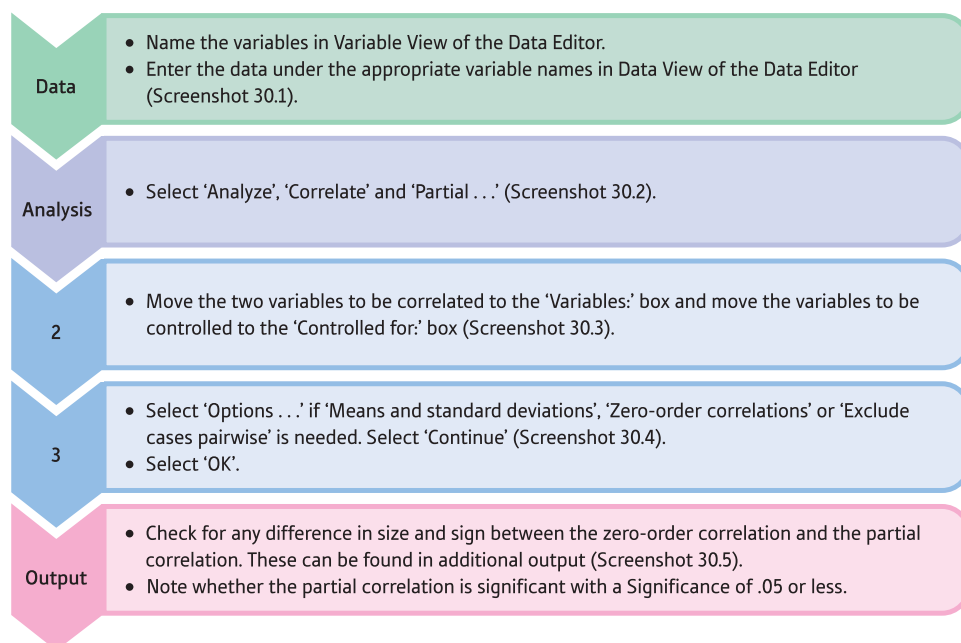 Data
• Name the variables in Variable View of the Data Editor.
• Enter the data under the appropriate variable names in Data View of the Data Editor
(Screenshot 30.1).
Analysis
• Select ‘Analyze’, ‘Correlate’ and ‘Partial . . .’ (Screenshot 30.2).
2
• Move the two variables to be correlated to the ‘Variables:’ box and move the variables to be
controlled to the ‘Controlled for:’ box (Screenshot 30.3).
3
• Select ‘Options . . .’ if ‘Means and standard deviations’, ‘Zero-order correlations’ or ‘Exclude
cases pairwise’ is needed. Select ‘Continue’ (Screenshot 30.4).
• Select ‘OK’.
Output
• Check for any difference in size and sign between the zero-order correlation and the partial
correlation. These can be found in additional output (Screenshot 30.5).
• Note whether the partial correlation is significant with a Significance of .05 or less.